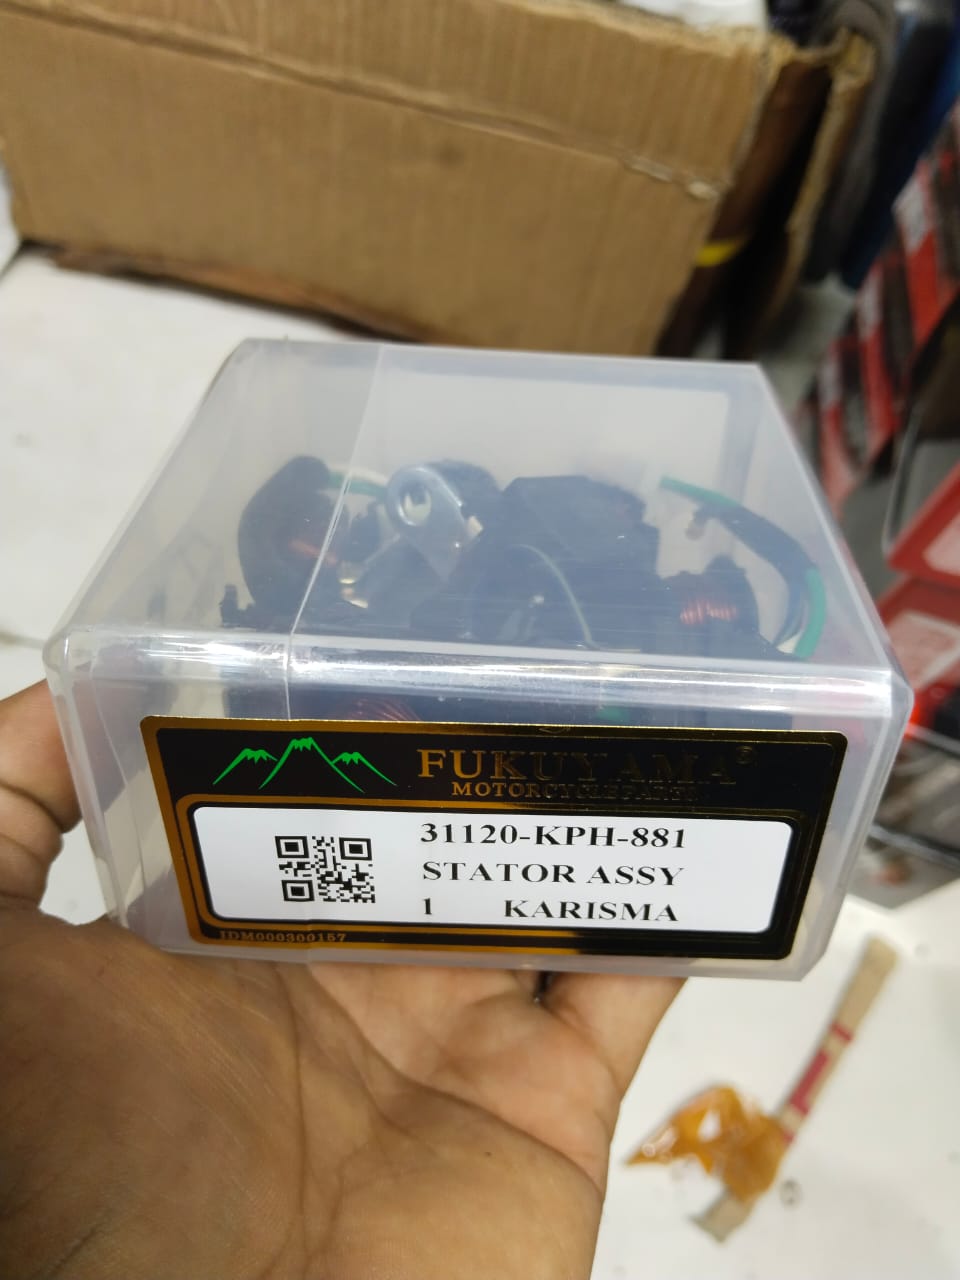 FUKUYAMA®
MOTORCYCLE PARTS
31120-KPH-881
STATOR ASSY
1 KARISMA
IDM000300157